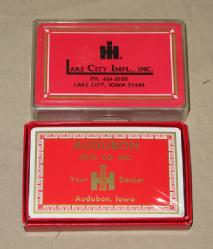 IH
LAKE CITY IMPL., INC.
PH. 464-3155
LAKE CITY, IOWA 51449
AUDUBON
IMPL. CO. INC.
Your IH Dealer
Audubon, Iowa